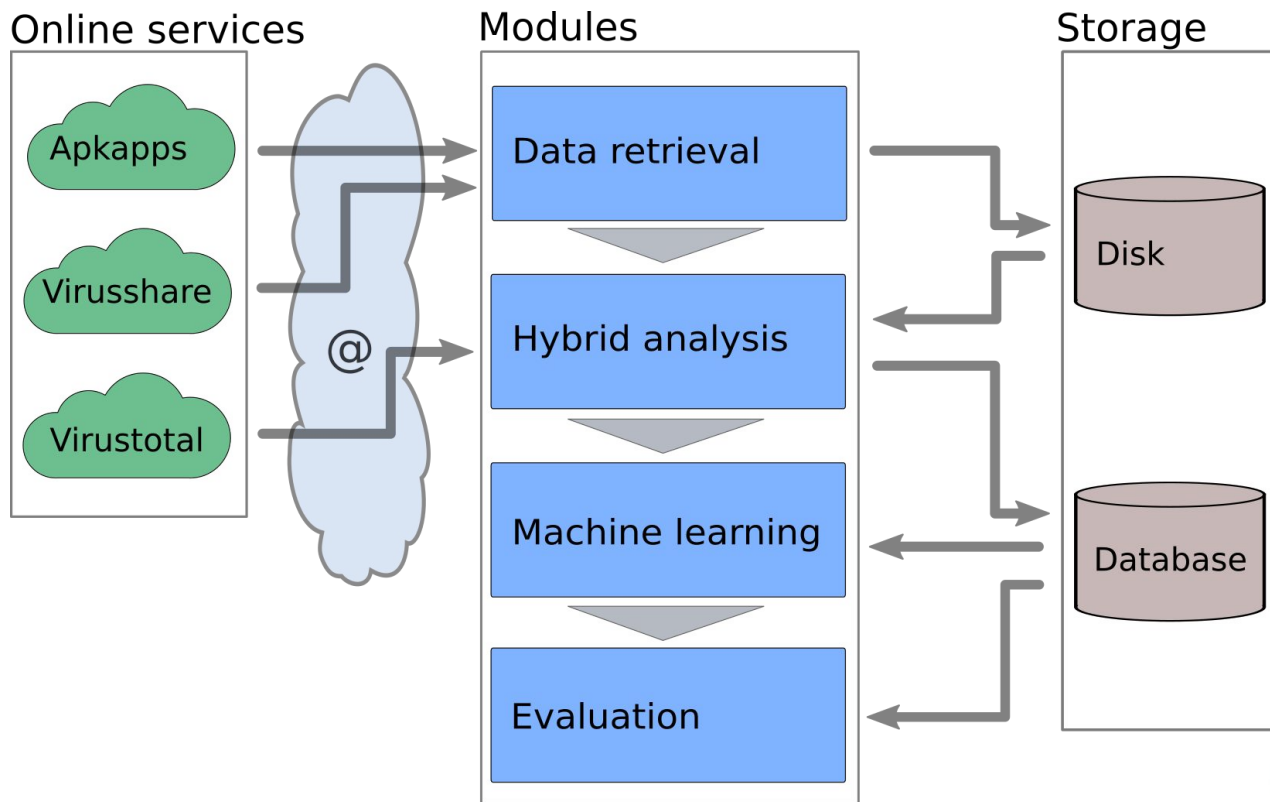 Online services
Apkapps
Virusshare
Virustotal
@
Modules
Data retrieval
Hybrid analysis
Machine learning
Evaluation
Storage
Disk
Database